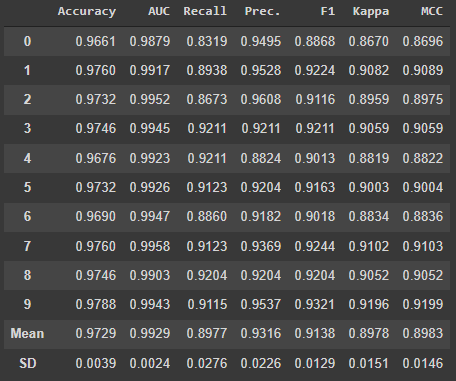 Accuracy AUC Recall Prec. F1 Kappa MCC
0 0.9661 0.9879 0.8319 0.9495 0.8868 0.8670 0.8696
1 0.9760 0.9917 0.8938 0.9528 0.9224 0.9082 0.9089
2 0.9732 0.9952 0.8673 0.9608 0.9116 0.8959 0.8975
3 0.9746 0.9945 0.9211 0.9211 0.9211 0.9059 0.9059
4 0.9676 0.9923 0.9211 0.8824 0.9013 0.8819 0.8822
5 0.9732 0.9926 0.9123 0.9204 0.9163 0.9003 0.9004
6 0.9690 0.9947 0.8860 0.9182 0.9018 0.8834 0.8836
7 0.9760 0.9958 0.9123 0.9369 0.9244 0.9102 0.9103
8 0.9746 0.9903 0.9204 0.9204 0.9204 0.9052 0.9052
9 0.9788 0.9943 0.9115 0.9537 0.9321 0.9196 0.9199
Mean 0.9729 0.9929 0.8977 0.9316 0.9138 0.8978 0.8983
SD 0.0039 0.0024 0.0276 0.0226 0.0129 0.0151 0.0146